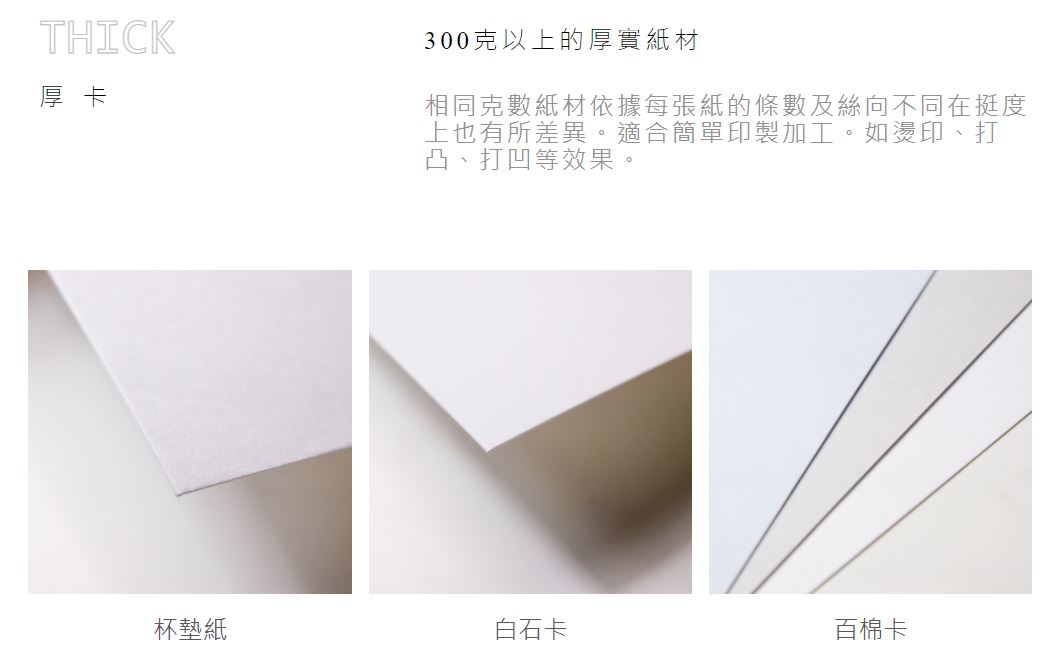 THICK
厚 卡
300克以上的厚實紙材
相同克數紙材依據每張紙的條數及絲向不同在挺度
上也有所差異。適合簡單印製加工。如燙印、打
凸、打凹等效果。
杯墊紙
白石卡
百棉卡